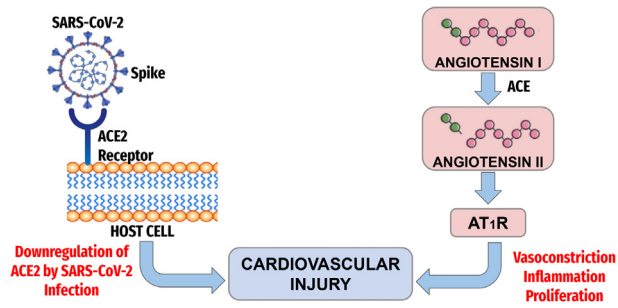 SARS-CoV-2
Spike
ACE2
Receptor
HOST CELL
Downregulation of
ACE2 by SARS-CoV-2
Infection
ANGIOTENSIN I
ACE
ANGIOTENSIN II
AT1R
Vasoconstriction
Inflammation
Proliferation
CARDIOVASCULAR
INJURY